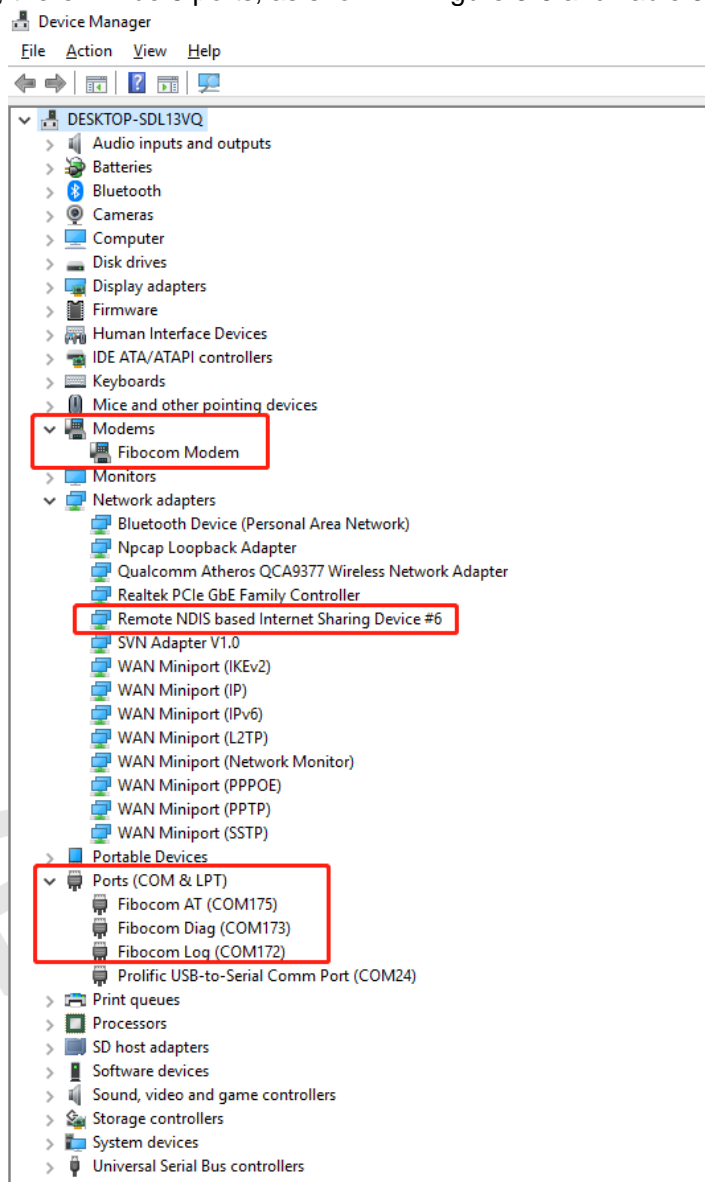 Device Manager
File Action View Help
DESKTOP-SDL13VQ
Audio inputs and outputs
Batteries
Bluetooth
Cameras
Computer
Disk drives
Display adapters
Firmware
Human Interface Devices
IDE ATA/ATAPI controllers
Keyboards
Mice and other pointing devices
Modems
Fibocom Modem
Monitors
Network adapters
Bluetooth Device (Personal Area Network)
Npcap Loopback Adapter
Qualcomm Atheros QCA9377 Wireless Network Adapter
Realtek PCIe GbE Family Controller
Remote NDIS based Internet Sharing Device #6
SVN Adapter V1.0
WAN Miniport (IKEv2)
WAN Miniport (IP)
WAN Miniport (IPv6)
WAN Miniport (L2TP)
WAN Miniport (Network Monitor)
WAN Miniport (PPPOE)
WAN Miniport (PPTP)
WAN Miniport (SSTP)
Portable Devices
Ports (COM & LPT)
Fibocom AT (COM175)
Fibocom Diag (COM173)
Fibocom Log (COM172)
Prolific USB-to-Serial Comm Port (COM24)
Print queues
Processors
SD host adapters
Software devices
Sound, video and game controllers
Storage controllers
System devices
Universal Serial Bus controllers